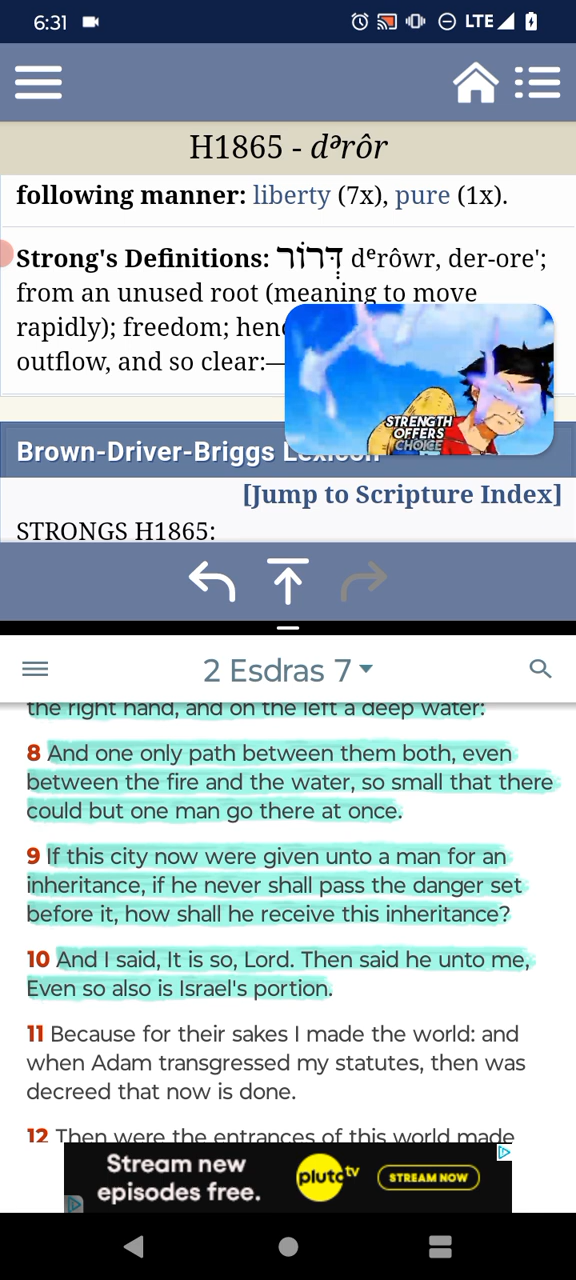 6:31 LTE
H1865 - dᵊrôr
following manner: liberty (7x), pure (1x).
Strong's Definitions: דְּרוֹר dᵉrôwr, der-ore';
from an unused root (meaning to move
rapidly); freedom;
outflow, and so clear:—
STRENGTH
OFFERS
CHOICE
Brown-Driver-Briggs Lexicon
[Jump to Scripture Index]
STRONGS H1865:
2 Esdras 7
the right hand, and on the left a deep water:
8 And one only path between them both, even
between the fire and the water, so small that there
could but one man go there at once.
9 If this city now were given unto a man for an
inheritance, if he never shall pass the danger set
before it, how shall he receive this inheritance?
10 And I said, It is so, Lord. Then said he unto me,
Even so also is Israel's portion.
11 Because for their sakes I made the world: and
when Adam transgressed my statutes, then was
decreed that now is done.
12 Then were the entrances of this world made
Stream new
episodes free.
pluto tv
STREAM NOW